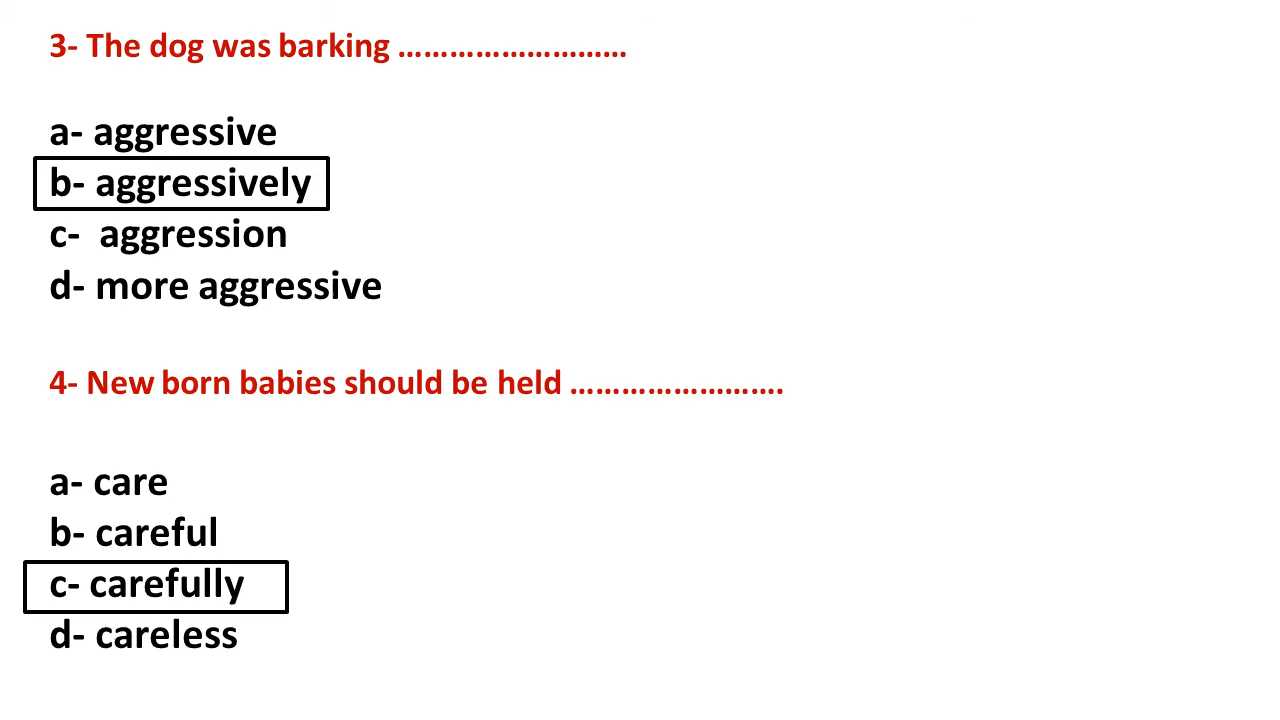 3- The dog was barking ………………………
a- aggressive
b- aggressively
c- aggression
d- more aggressive
4- New born babies should be held …………………….
a- care
b- careful
c- carefully
d- careless